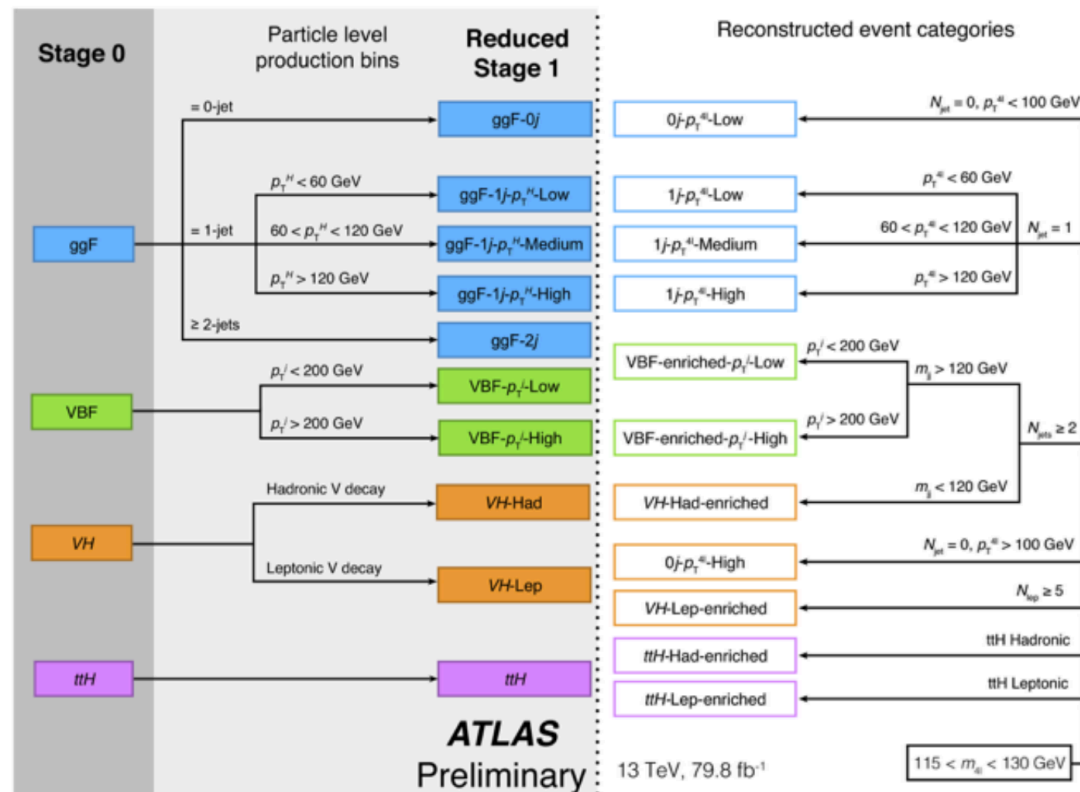 Stage 0
Particle level
production bins
Reduced
Stage 1
Reconstructed event categories
= 0-jet
ggF-0j
0j-p_T^4l-Low
N_jet = 0, p_T^4l < 100 GeV
p_T^H < 60 GeV
ggF-1j-p_T^H-Low
1j-p_T^4l-Low
p_T^4l < 60 GeV
ggF
= 1-jet
60 < p_T^H < 120 GeV
ggF-1j-p_T^H-Medium
1j-p_T^4l-Medium
60 < p_T^4l < 120 GeV
N_jet = 1
p_T^H > 120 GeV
ggF-1j-p_T^H-High
1j-p_T^4l-High
p_T^4l > 120 GeV
≥ 2-jets
ggF-2j
VBF
p_T^j < 200 GeV
VBF-p_T^j-Low
VBF-enriched-p_T^j-Low
p_T^j < 200 GeV
m_jj > 120 GeV
p_T^j > 200 GeV
VBF-p_T^j-High
VBF-enriched-p_T^j-High
p_T^j > 200 GeV
N_jets ≥ 2
VH
Hadronic V decay
VH-Had
VH-Had-enriched
m_jj < 120 GeV
0j-p_T^4l-High
N_jet = 0, p_T^4l > 100 GeV
Leptonic V decay
VH-Lep
VH-Lep-enriched
N_lep ≥ 5
ttH
ttH
ttH-Had-enriched
ttH Hadronic
ttH-Lep-enriched
ttH Leptonic
ATLAS
Preliminary
13 TeV, 79.8 fb⁻¹
115 < m_4l < 130 GeV